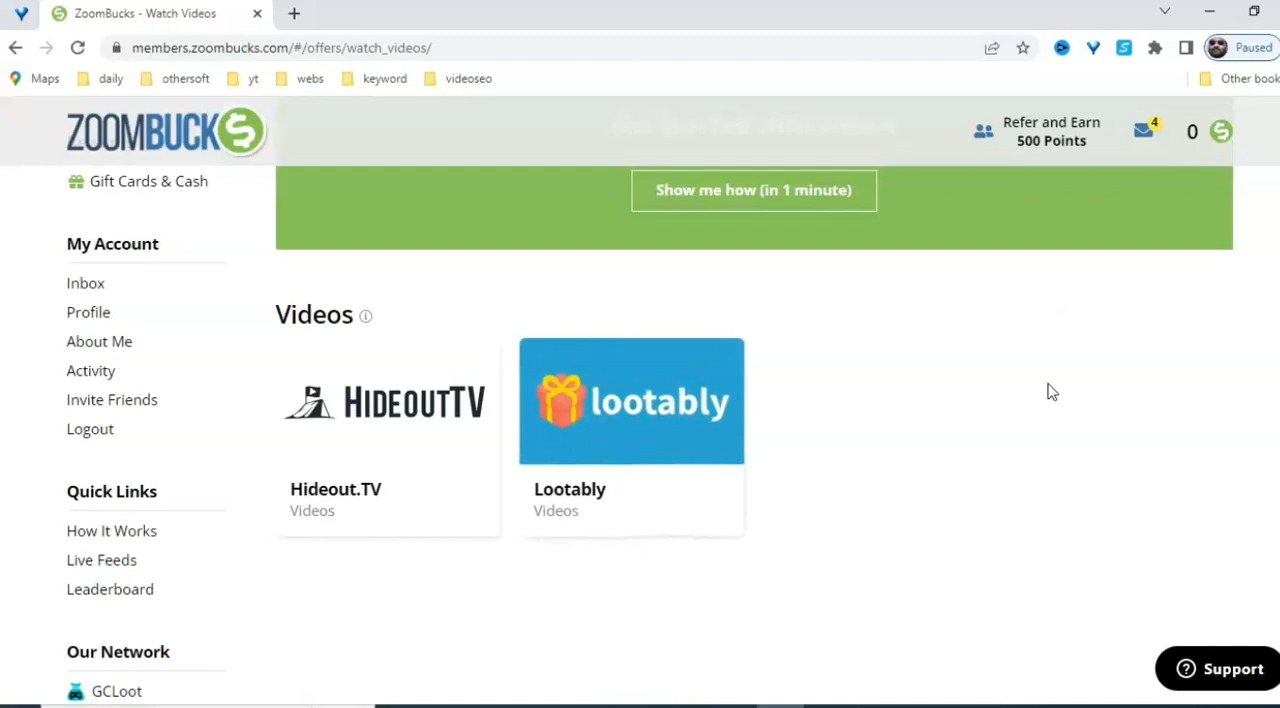 ZoomBucks - Watch Videos
members.zoombucks.com/#/offers/watch_videos/
Paused
Maps
daily
othersoft
yt
webs
keyword
videoseo
Other book
ZOOMBUCK$
Refer and Earn
500 Points
4
0
Gift Cards & Cash
Show me how (in 1 minute)
My Account
Inbox
Profile
About Me
Activity
Invite Friends
Logout
Videos
HIDEOUTTV
lootably
Hideout.TV
Videos
Lootably
Videos
Quick Links
How It Works
Live Feeds
Leaderboard
Our Network
GCLoot
Support